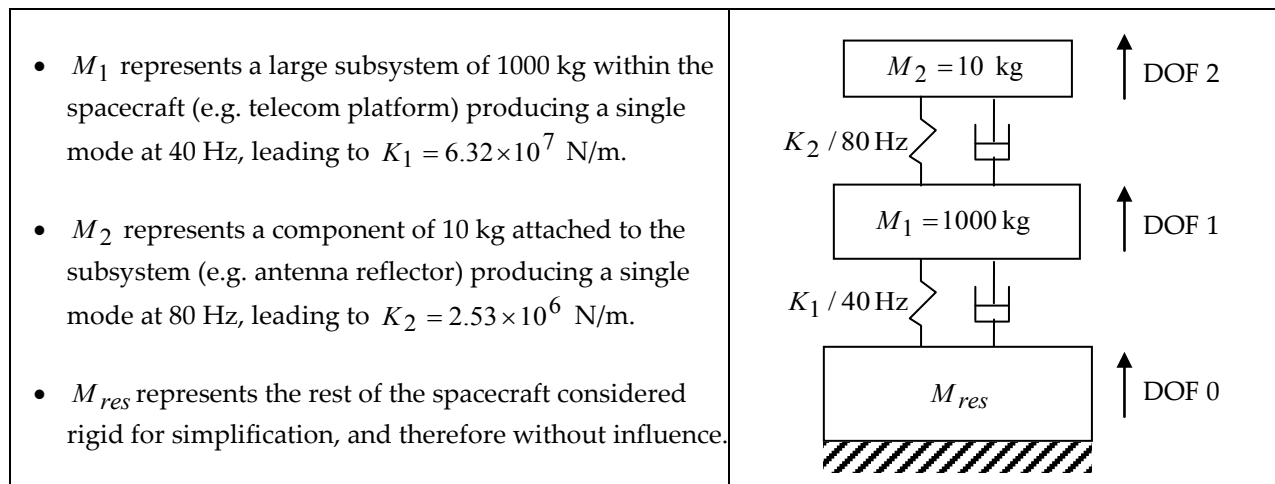 • M₁ represents a large subsystem of 1000 kg within the
spacecraft (e.g. telecom platform) producing a single
mode at 40 Hz, leading to K₁ = 6.32×10⁷ N/m.
• M₂ represents a component of 10 kg attached to the
subsystem (e.g. antenna reflector) producing a single
mode at 80 Hz, leading to K₂ = 2.53×10⁶ N/m.
• M_res represents the rest of the spacecraft considered
rigid for simplification, and therefore without influence.
M₂ = 10 kg
DOF 2
K₂ / 80 Hz
M₁ = 1000 kg
DOF 1
K₁ / 40 Hz
M_res
DOF 0